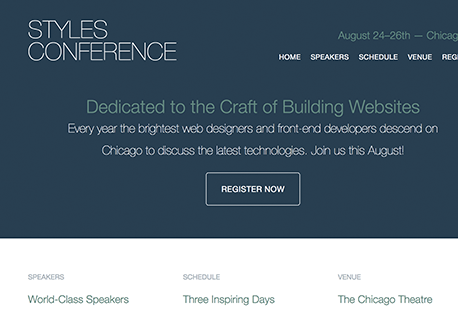 STYLES
CONFERENCE
August 24–26th — Chicag
HOME SPEAKERS SCHEDULE VENUE REG
Dedicated to the Craft of Building Websites
Every year the brightest web designers and front-end developers descend on
Chicago to discuss the latest technologies. Join us this August!
REGISTER NOW
SPEAKERS SCHEDULE VENUE
World-Class Speakers Three Inspiring Days The Chicago Theatre